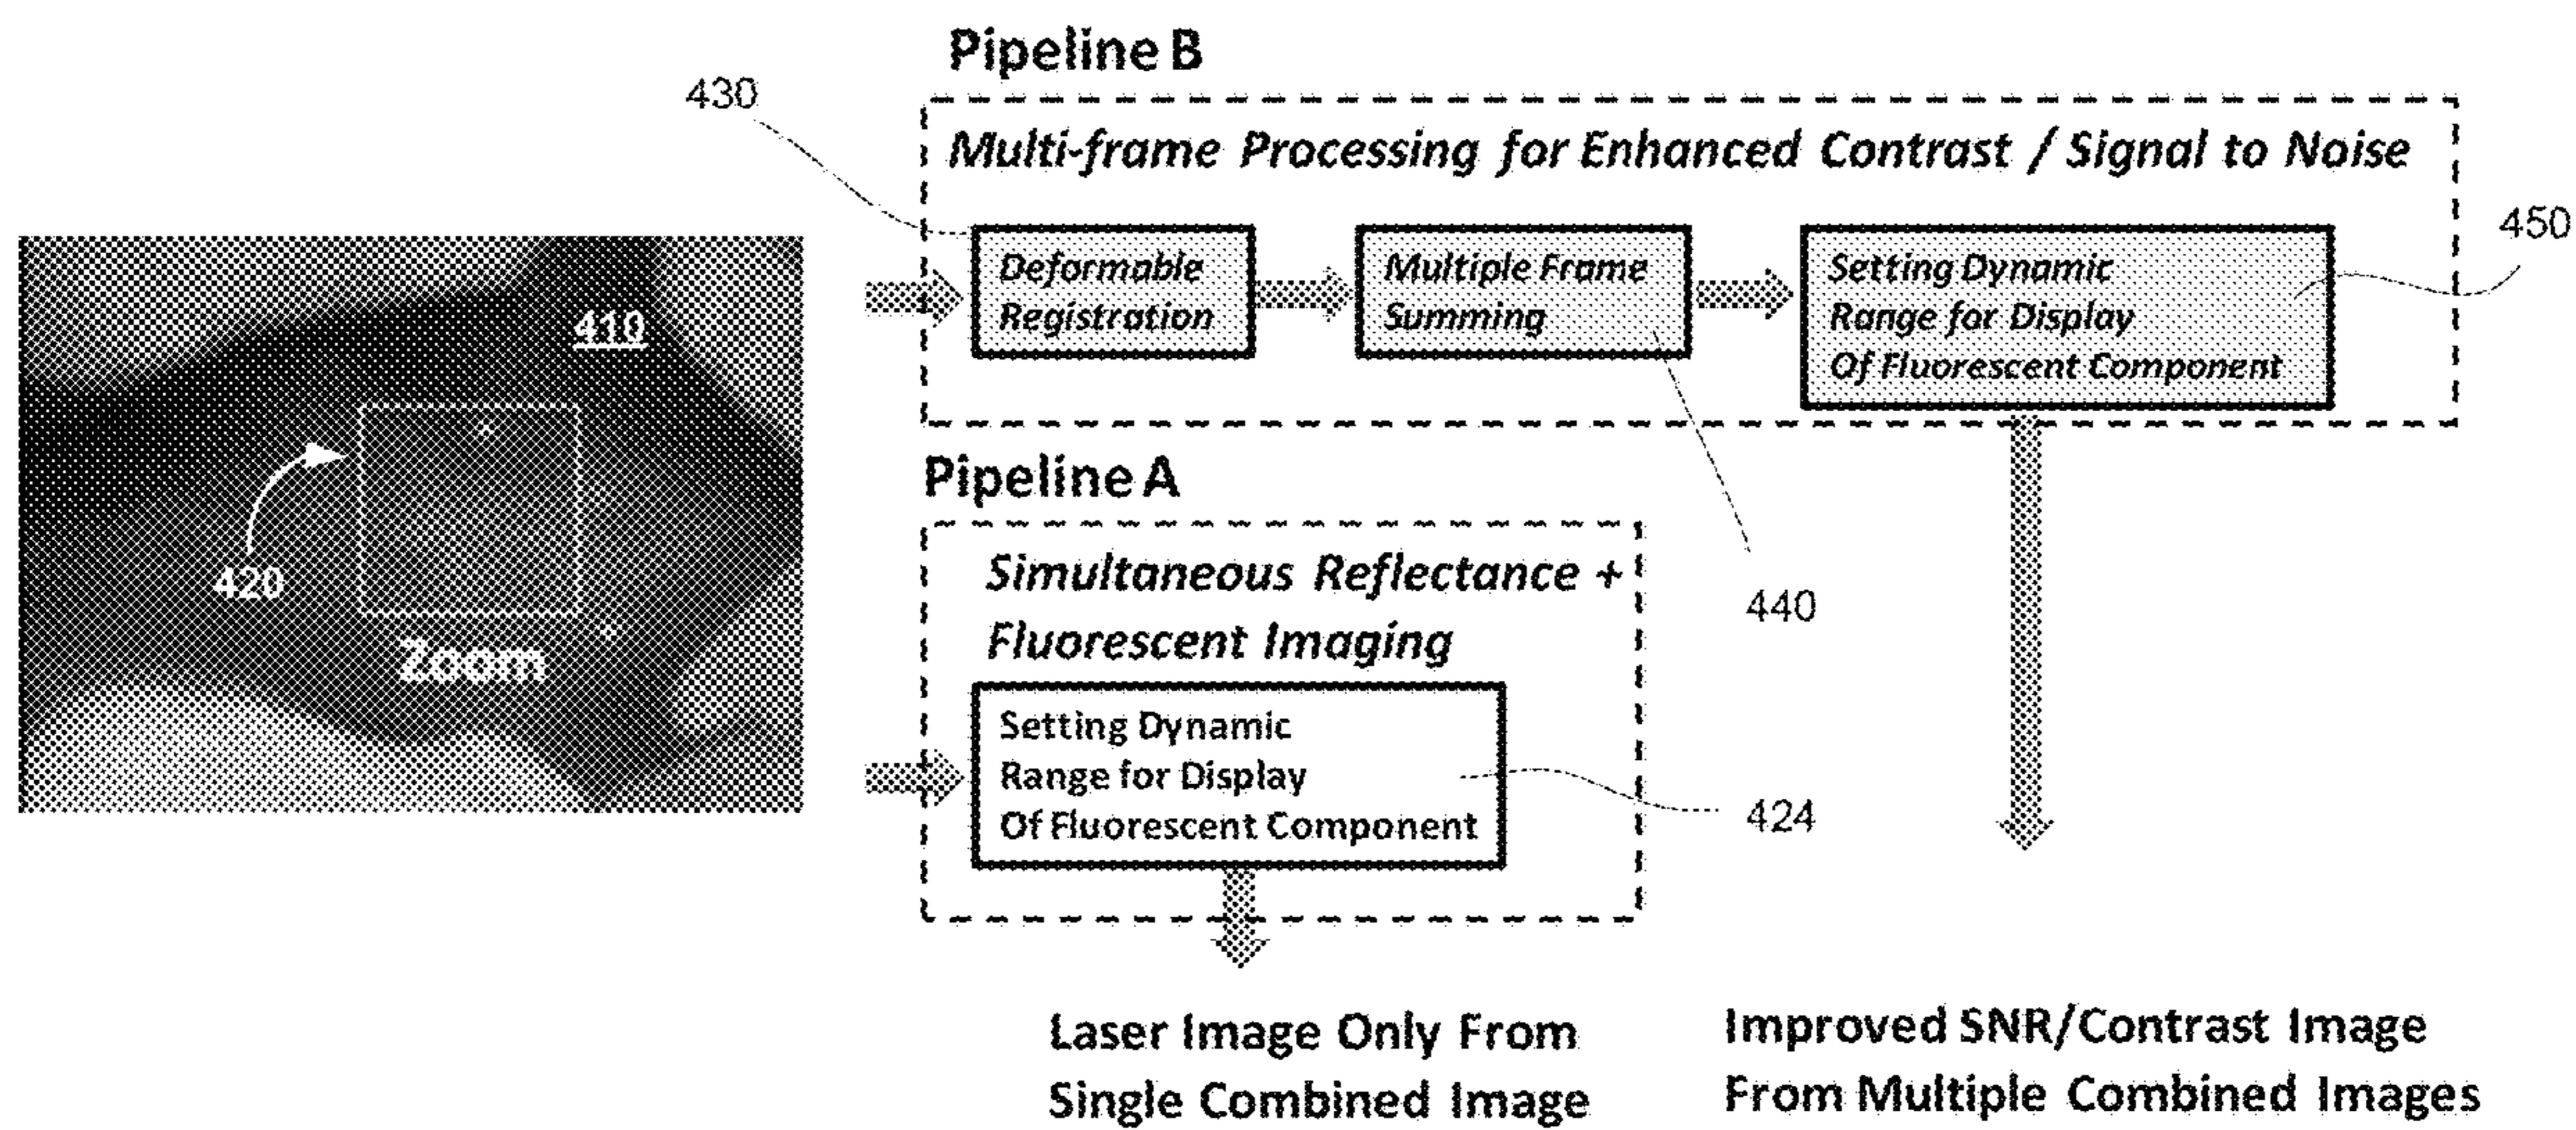 Pipeline B
430
Multi-frame Processing for Enhanced Contrast / Signal to Noise
450
Deformable
Registration
Multiple Frame
Summing
Setting Dynamic
Range for Display
Of Fluorescent Component
410
420
Zoom
Pipeline A
Simultaneous Reflectance +
Fluorescent Imaging
440
Setting Dynamic
Range for Display
Of Fluorescent Component
424
Laser Image Only From
Single Combined Image
Improved SNR/Contrast Image
From Multiple Combined Images